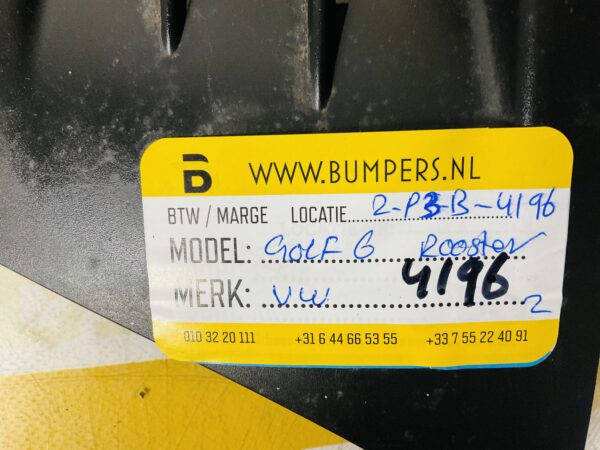 B WWW.BUMPERS.NL
BTW / MARGE LOCATIE 2-P3-B-4196
MODEL: Golf 6 Rooster
MERK: VW 4196 2
010 32 20 111 +31 6 44 66 53 55 +33 7 55 22 40 91